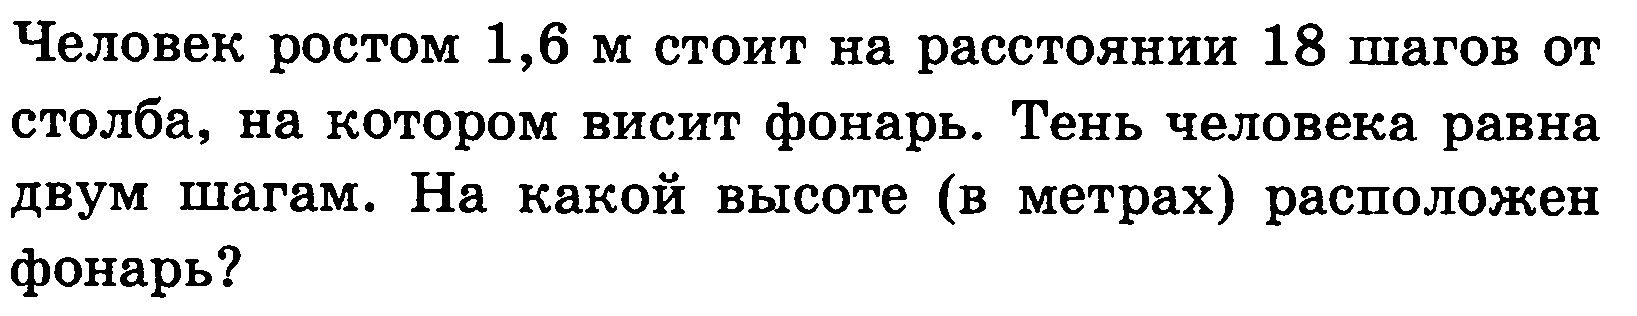 Человек ростом 1,6 м стоит на расстоянии 18 шагов от
столба, на котором висит фонарь. Тень человека равна
двум шагам. На какой высоте (в метрах) расположен
фонарь?